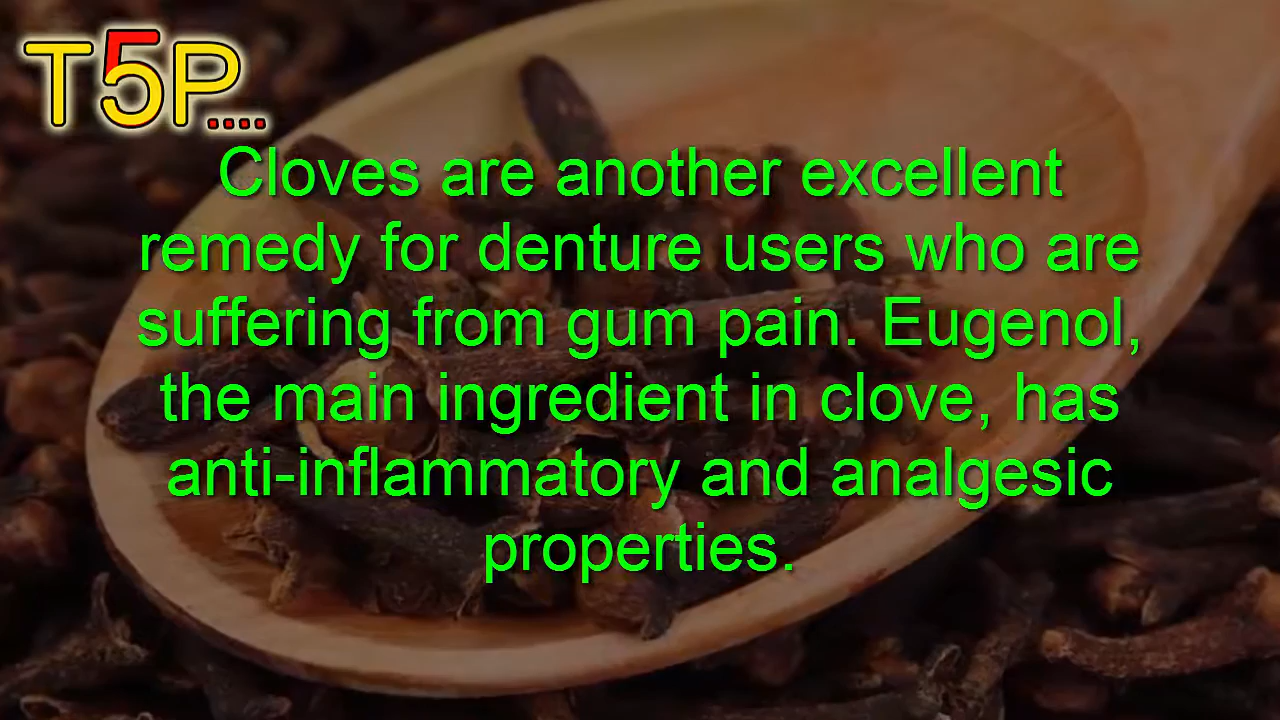 T5P....
Cloves are another excellent
remedy for denture users who are
suffering from gum pain. Eugenol,
the main ingredient in clove, has
anti-inflammatory and analgesic
properties.